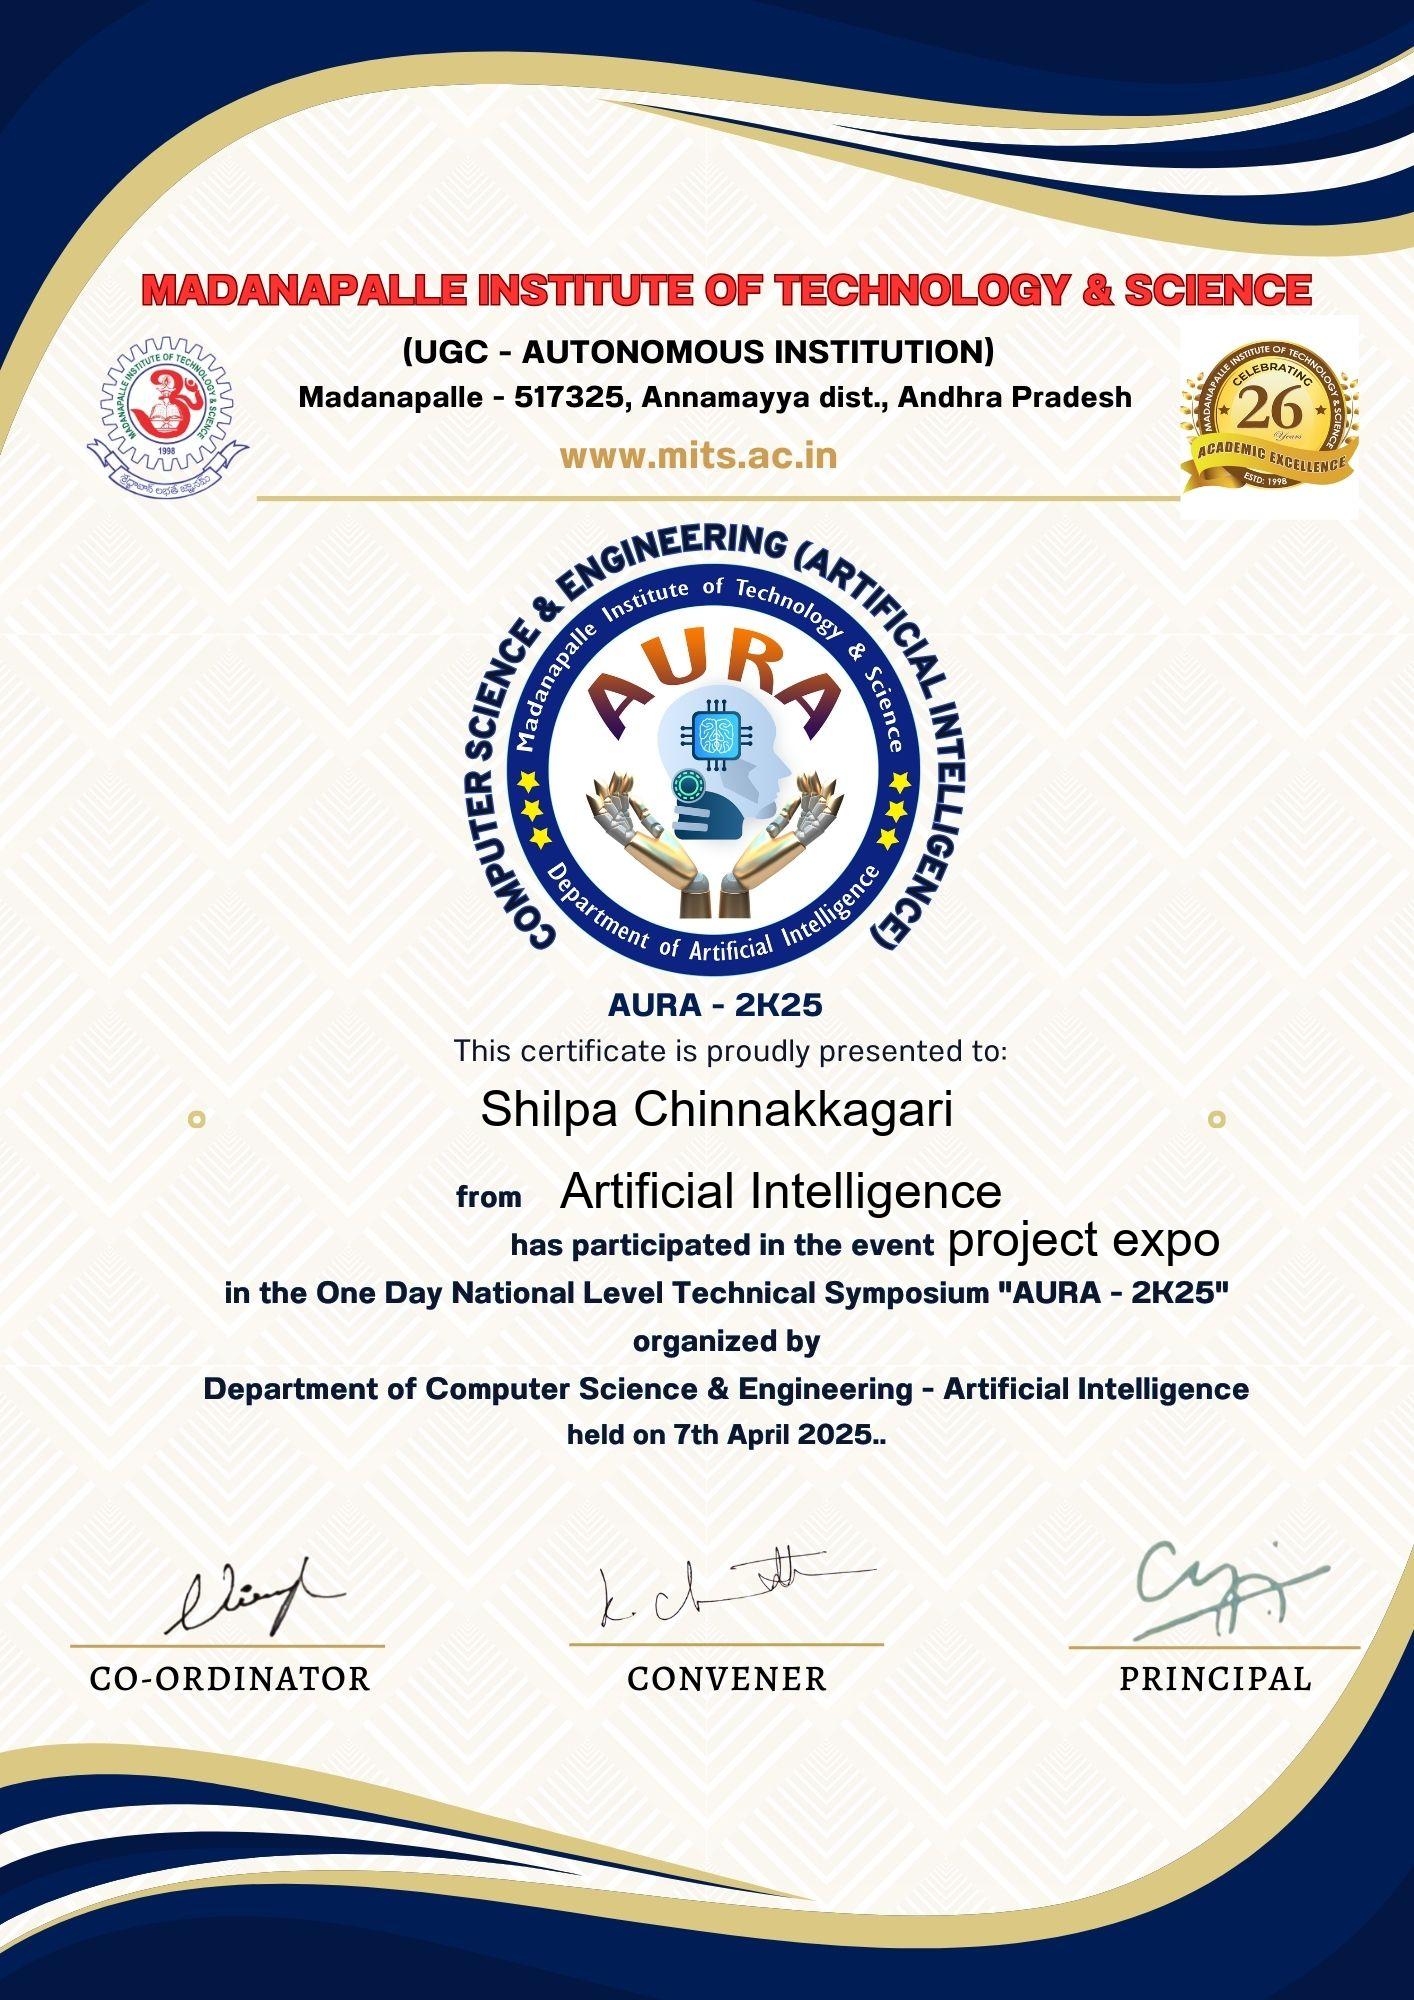 MADANAPALLE INSTITUTE OF TECHNOLOGY & SCIENCE
(UGC - AUTONOMOUS INSTITUTION)
Madanapalle - 517325, Annamayya dist., Andhra Pradesh
www.mits.ac.in
MADANAPALLE INSTITUTE OF TECHNOLOGY & SCIENCE
1998
MADANAPALLE INSTITUTE OF TECHNOLOGY & SCIENCE
CELEBRATING
26
Years
ACADEMIC EXCELLENCE
ESTD: 1998
COMPUTER SCIENCE & ENGINEERING (ARTIFICIAL INTELLIGENCE)
Madanapalle Institute of Technology & Science
AURA
Department of Artificial Intelligence
AURA - 2K25
This certificate is proudly presented to:
Shilpa Chinnakkagari
from Artificial Intelligence
has participated in the event project expo
in the One Day National Level Technical Symposium "AURA - 2K25"
organized by
Department of Computer Science & Engineering - Artificial Intelligence
held on 7th April 2025..
CO-ORDINATOR
CONVENER
PRINCIPAL